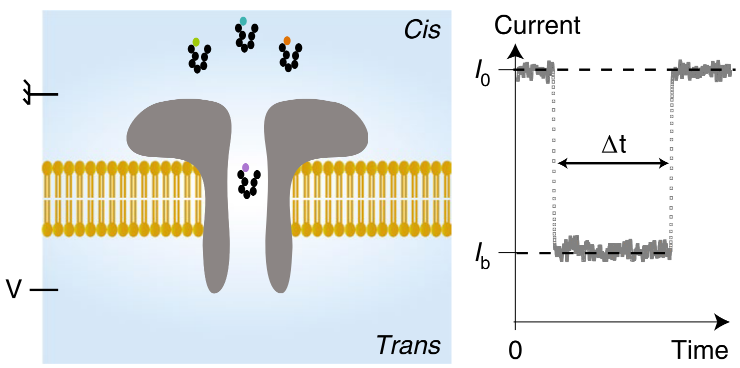 Cis
V
Trans
Current
I0
Δt
Ib
0
Time